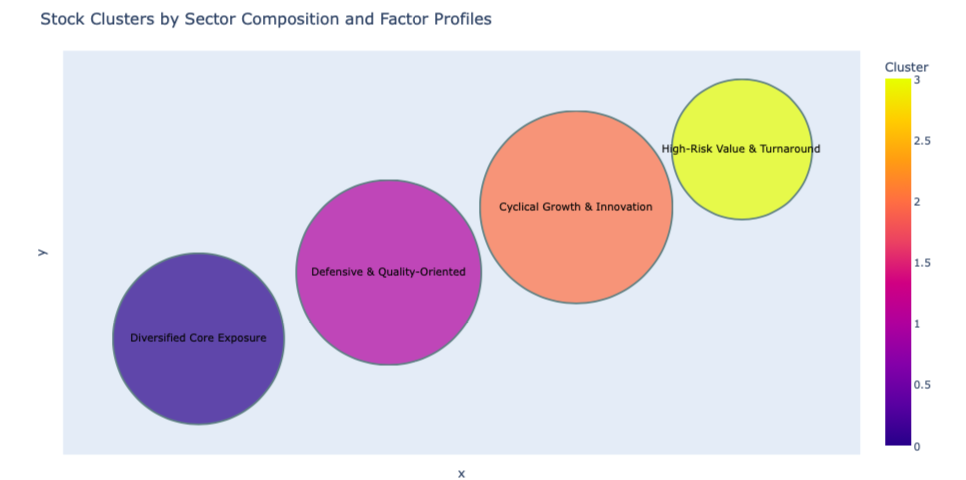 Stock Clusters by Sector Composition and Factor Profiles
Cluster
3
2.5
2
1.5
1
0.5
0
High-Risk Value & Turnaround
Cyclical Growth & Innovation
Defensive & Quality-Oriented
Diversified Core Exposure
y
x